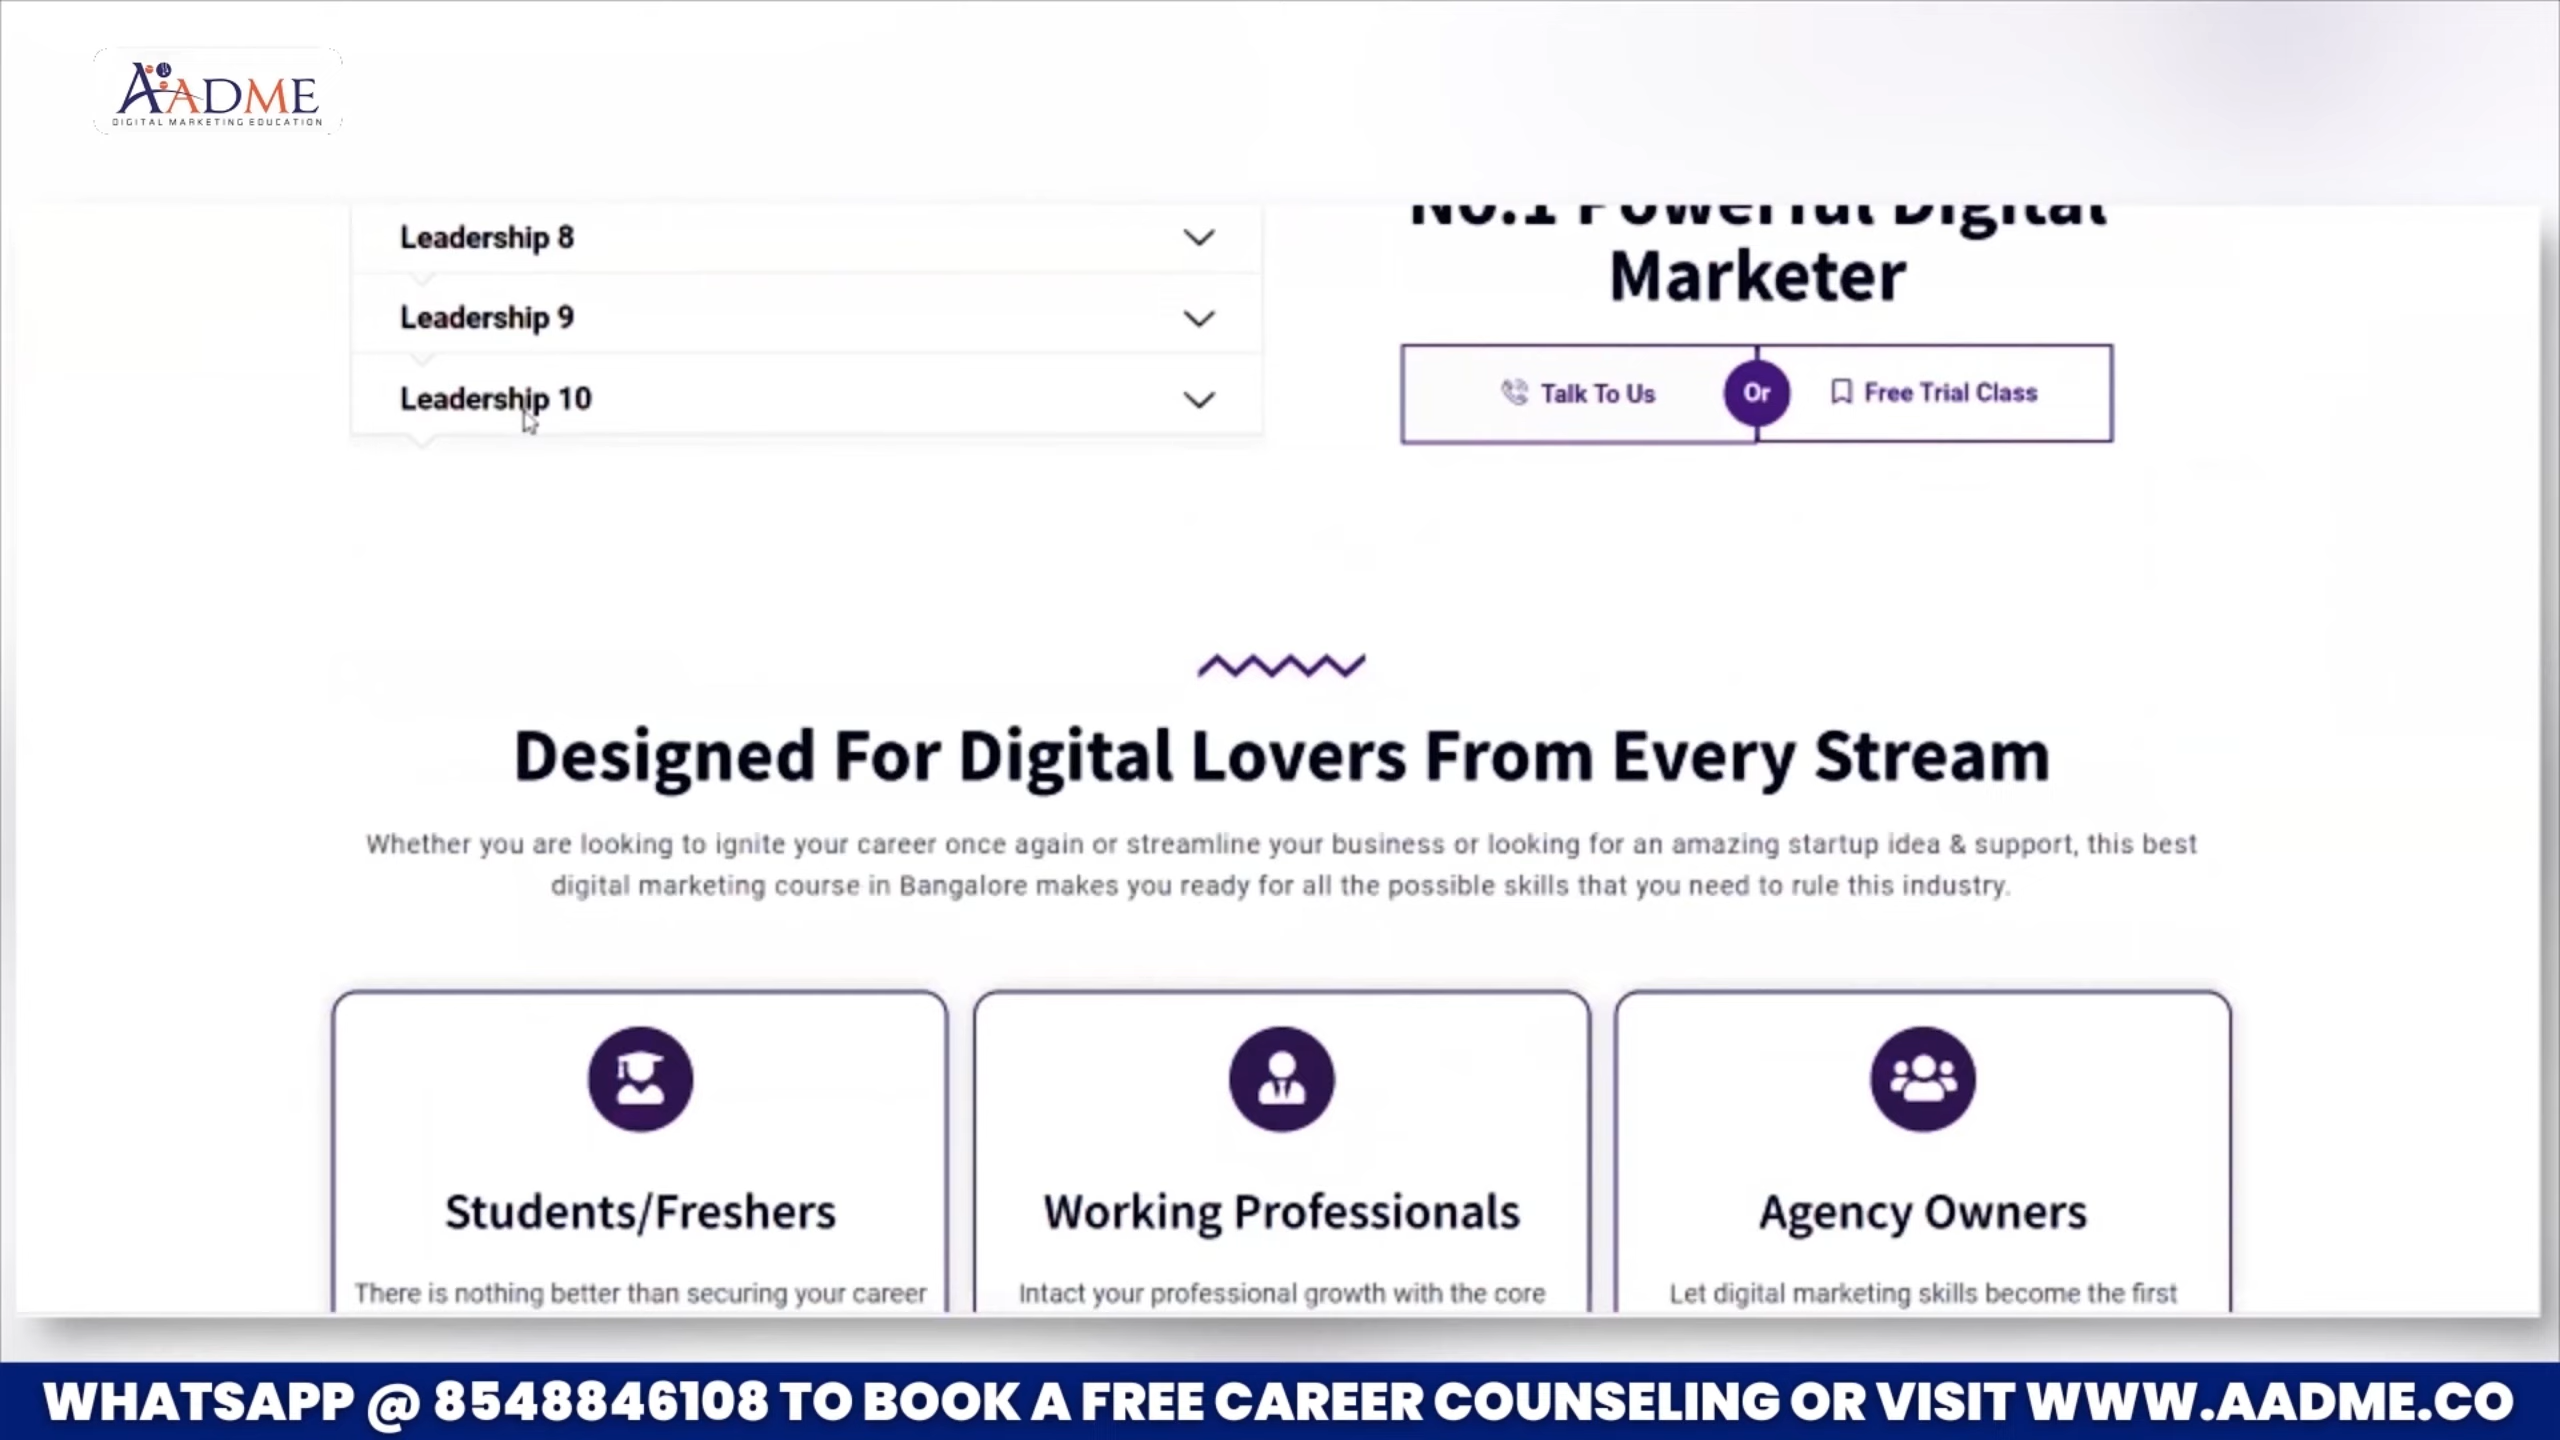 AADME
DIGITAL MARKETING EDUCATION
Leadership 8
Leadership 9
Leadership 10
No.1 Powerful Digital
Marketer
Talk To Us
Or
Free Trial Class
Designed For Digital Lovers From Every Stream
Whether you are looking to ignite your career once again or streamline your business or looking for an amazing startup idea & support, this best
digital marketing course in Bangalore makes you ready for all the possible skills that you need to rule this industry.
Students/Freshers
There is nothing better than securing your career
Working Professionals
Intact your professional growth with the core
Agency Owners
Let digital marketing skills become the first
WHATSAPP @ 8548846108 TO BOOK A FREE CAREER COUNSELING OR VISIT WWW.AADME.CO